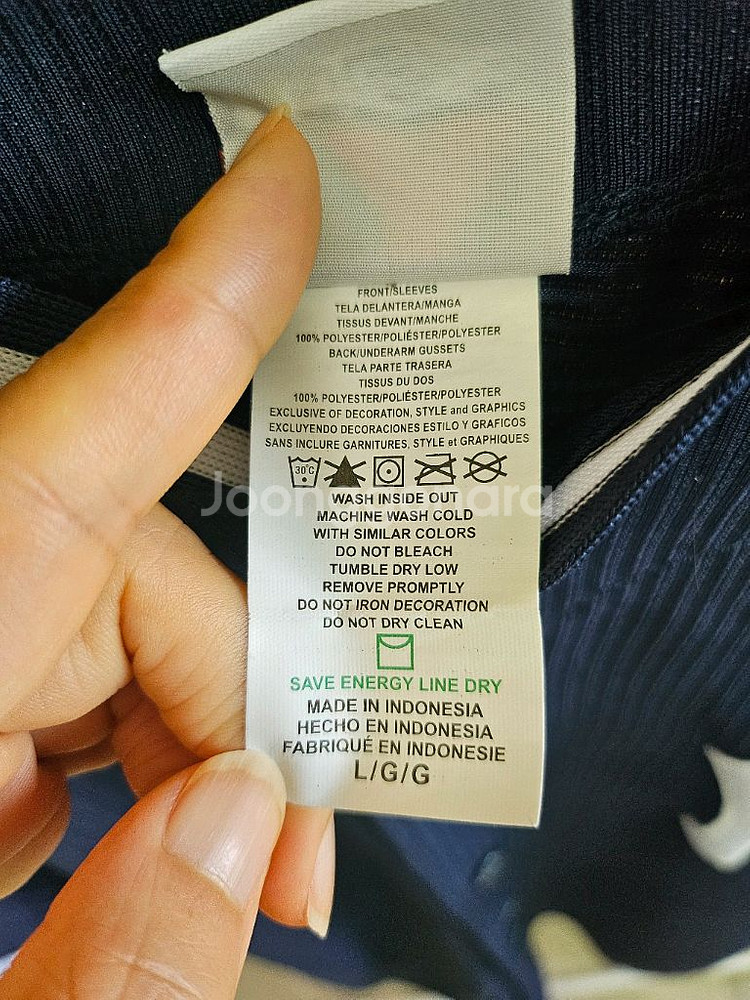 FRONT/SLEEVES
TELA DELANTERA/MANGA
TISSUS DEVANT/MANCHE
100% POLYESTER/POLIÉSTER/POLYESTER
BACK/UNDERARM GUSSETS
TELA PARTE TRASERA
TISSUS DU DOS
100% POLYESTER/POLIÉSTER/POLYESTER
EXCLUSIVE OF DECORATION, STYLE and GRAPHICS
EXCLUYENDO DECORACIONES ESTILO Y GRAFICOS
SANS INCLURE GARNITURES, STYLE et GRAPHIQUES
30°C
WASH INSIDE OUT
MACHINE WASH COLD
WITH SIMILAR COLORS
DO NOT BLEACH
TUMBLE DRY LOW
REMOVE PROMPTLY
DO NOT IRON DECORATION
DO NOT DRY CLEAN
SAVE ENERGY LINE DRY
MADE IN INDONESIA
HECHO EN INDONESIA
FABRIQUÉ EN INDONESIE
L/G/G